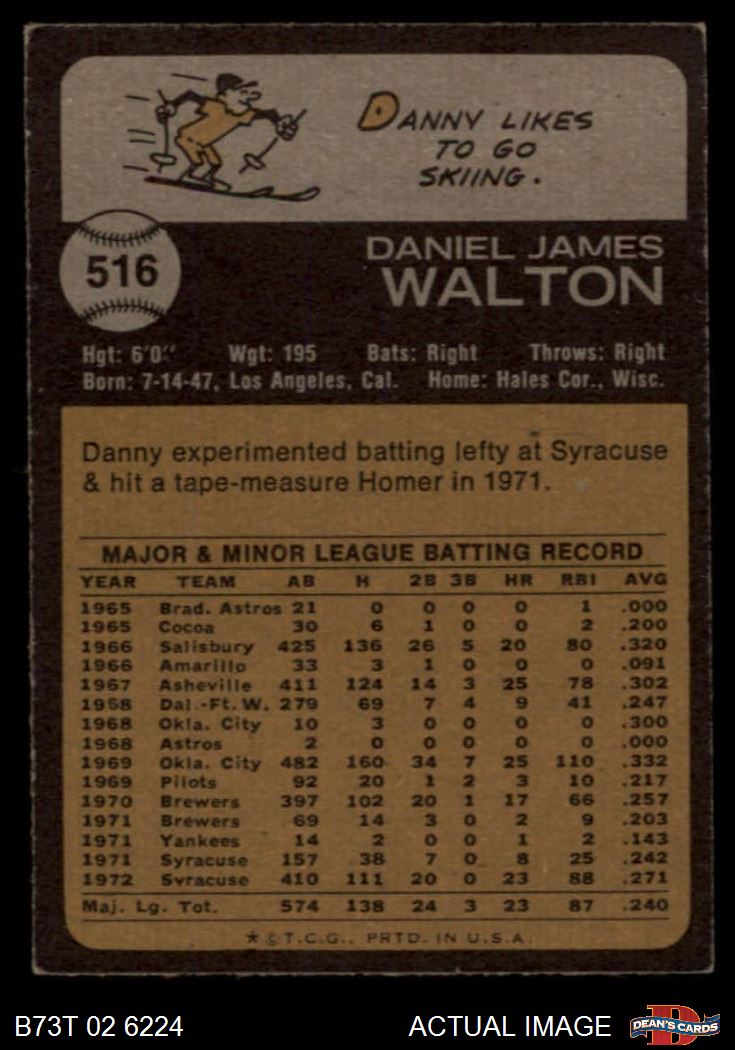 DANNY LIKES
TO GO
SKIING.
516
DANIEL JAMES
WALTON
Hgt: 6'0" Wgt: 195 Bats: Right Throws: Right
Born: 7-14-47, Los Angeles, Cal. Home: Hales Cor., Wisc.
Danny experimented batting lefty at Syracuse
& hit a tape-measure Homer in 1971.
MAJOR & MINOR LEAGUE BATTING RECORD
YEAR TEAM AB H 2B 3B HR RBI AVG
1965 Brad. Astros 21 0 0 0 0 1 .000
1965 Cocoa 30 6 1 0 0 2 .200
1966 Salisbury 425 136 26 5 20 80 .320
1966 Amarillo 33 3 1 0 0 0 .091
1967 Asheville 411 124 14 3 25 78 .302
1968 Dal.-Ft. W. 279 69 7 4 9 41 .247
1968 Okla. City 10 3 0 0 0 0 .300
1968 Astros 2 0 0 0 0 0 .000
1969 Okla. City 482 160 34 7 25 110 .332
1969 Pilots 92 20 1 2 3 10 .217
1970 Brewers 397 102 20 1 17 66 .257
1971 Brewers 69 14 3 0 2 9 .203
1971 Yankees 14 2 0 0 1 2 .143
1971 Syracuse 157 38 7 0 8 25 .242
1972 Syracuse 410 111 20 0 23 88 .271
Maj. Lg. Tot. 574 138 24 3 23 87 .240
★ © T.C.G., PRTD. IN U.S.A.
B73T 02 6224 ACTUAL IMAGE
D
DEAN'S CARDS